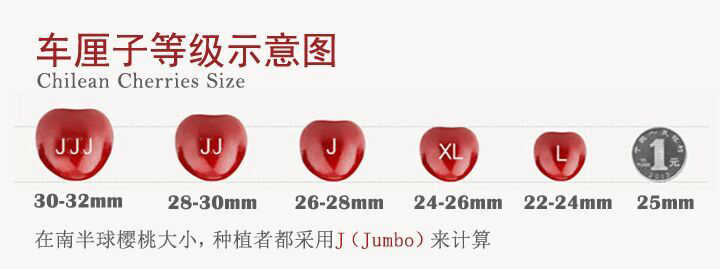 车厘子等级示意图
Chilean Cherries Size
JJJ JJ J XL L 1元
30-32mm 28-30mm 26-28mm 24-26mm 22-24mm 25mm
在南半球樱桃大小，种植者都采用J（Jumbo）来计算